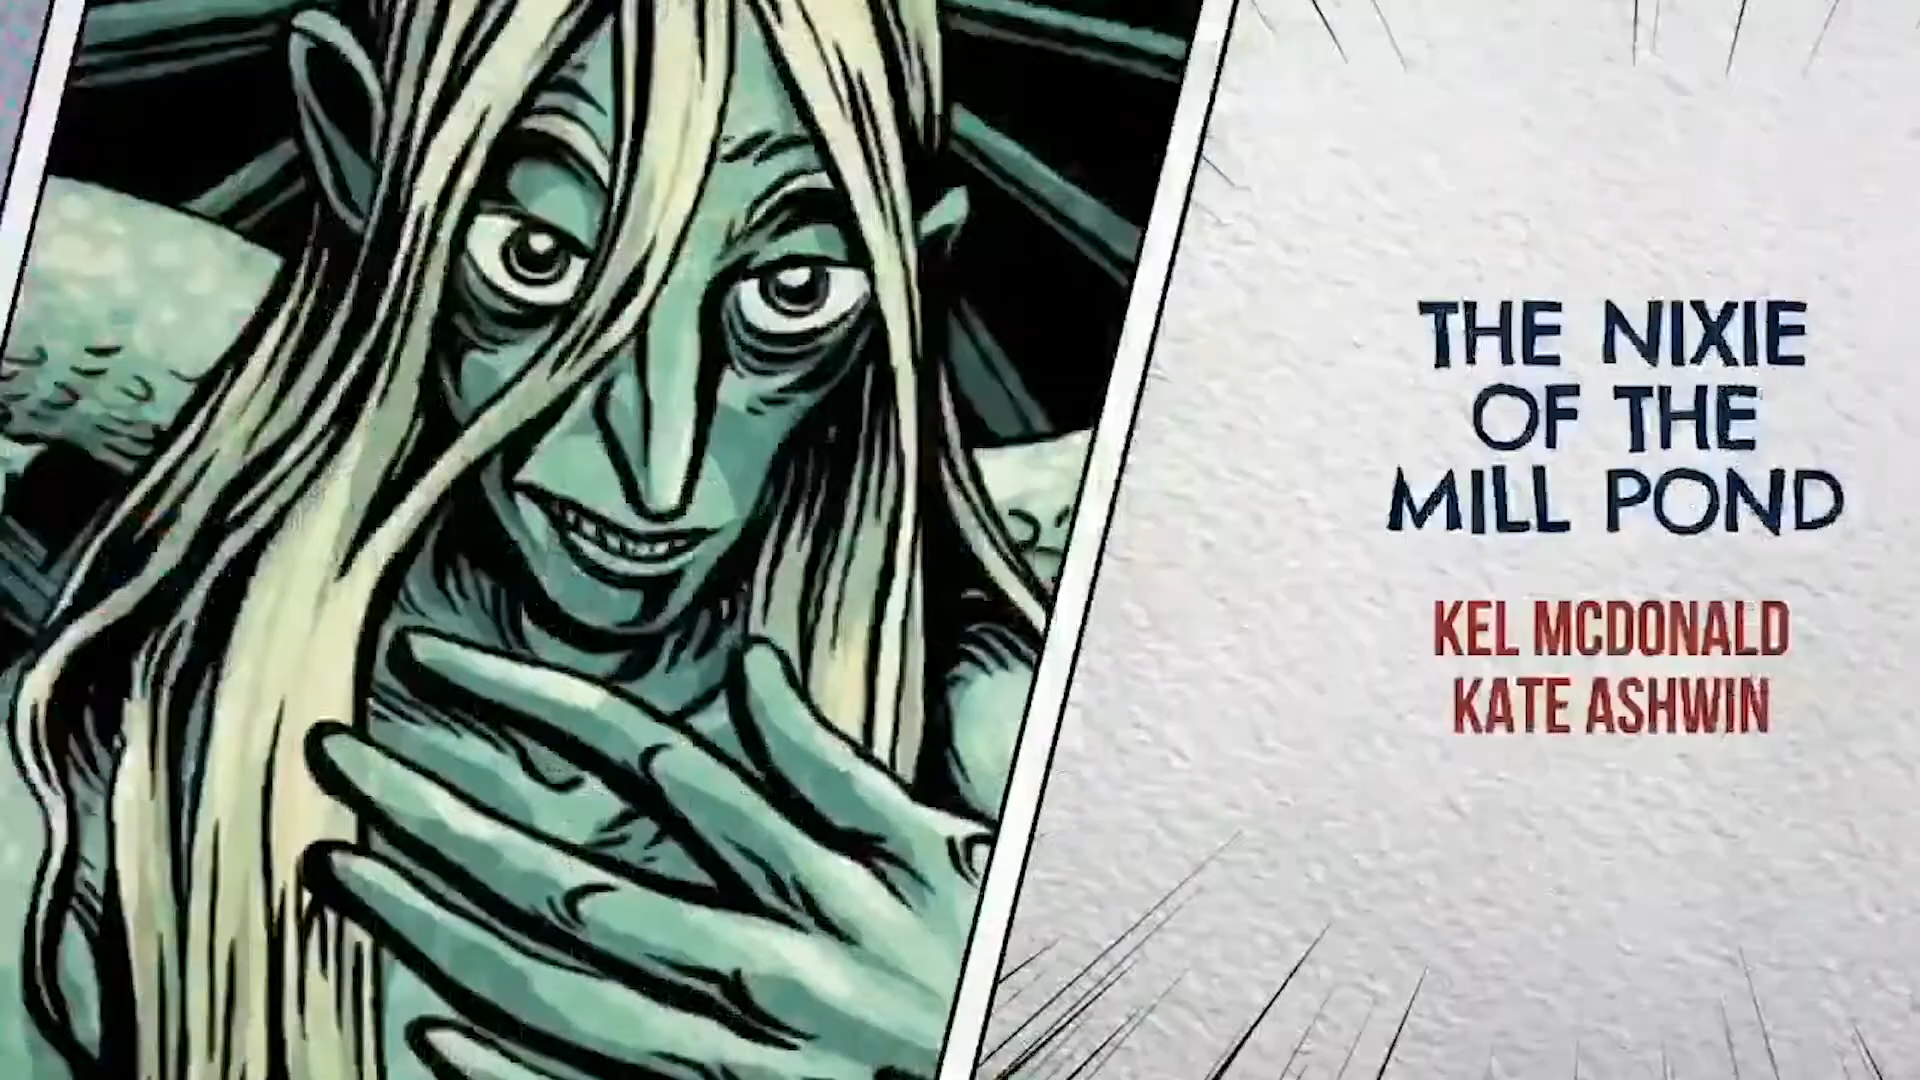 THE NIXIE
OF THE
MILL POND
KEL MCDONALD
KATE ASHWIN